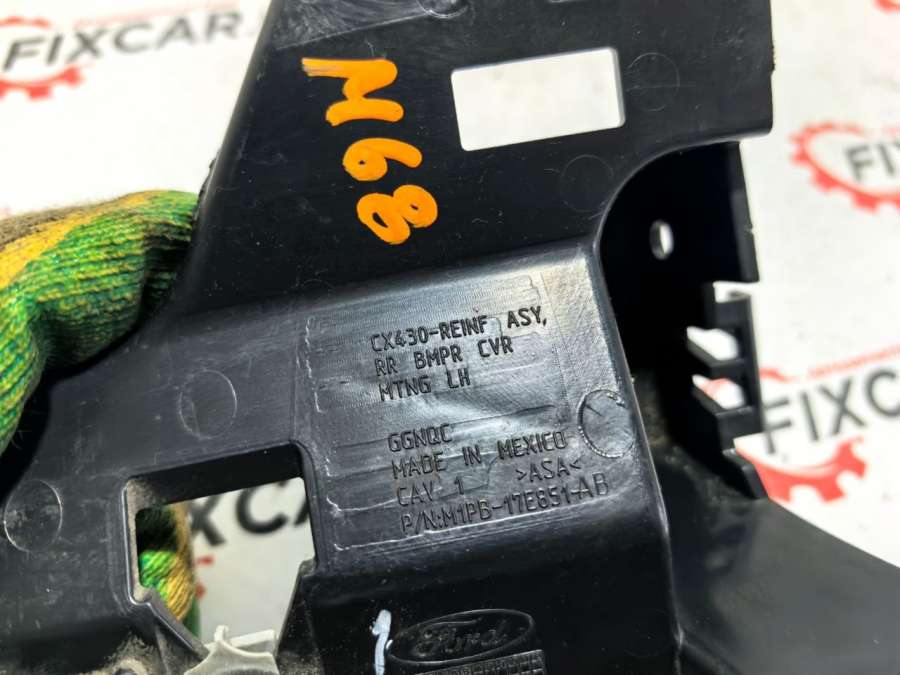 FIXCAR.
M68
FIXCAR
CX430-REINF ASY,
RR BMPR CVR
MTNG LH
GGNQC
MADE IN MEXICO
CAV 1 >ASA<
P/N:M1PB-17E851-AB
FIXCAR
1
Ford